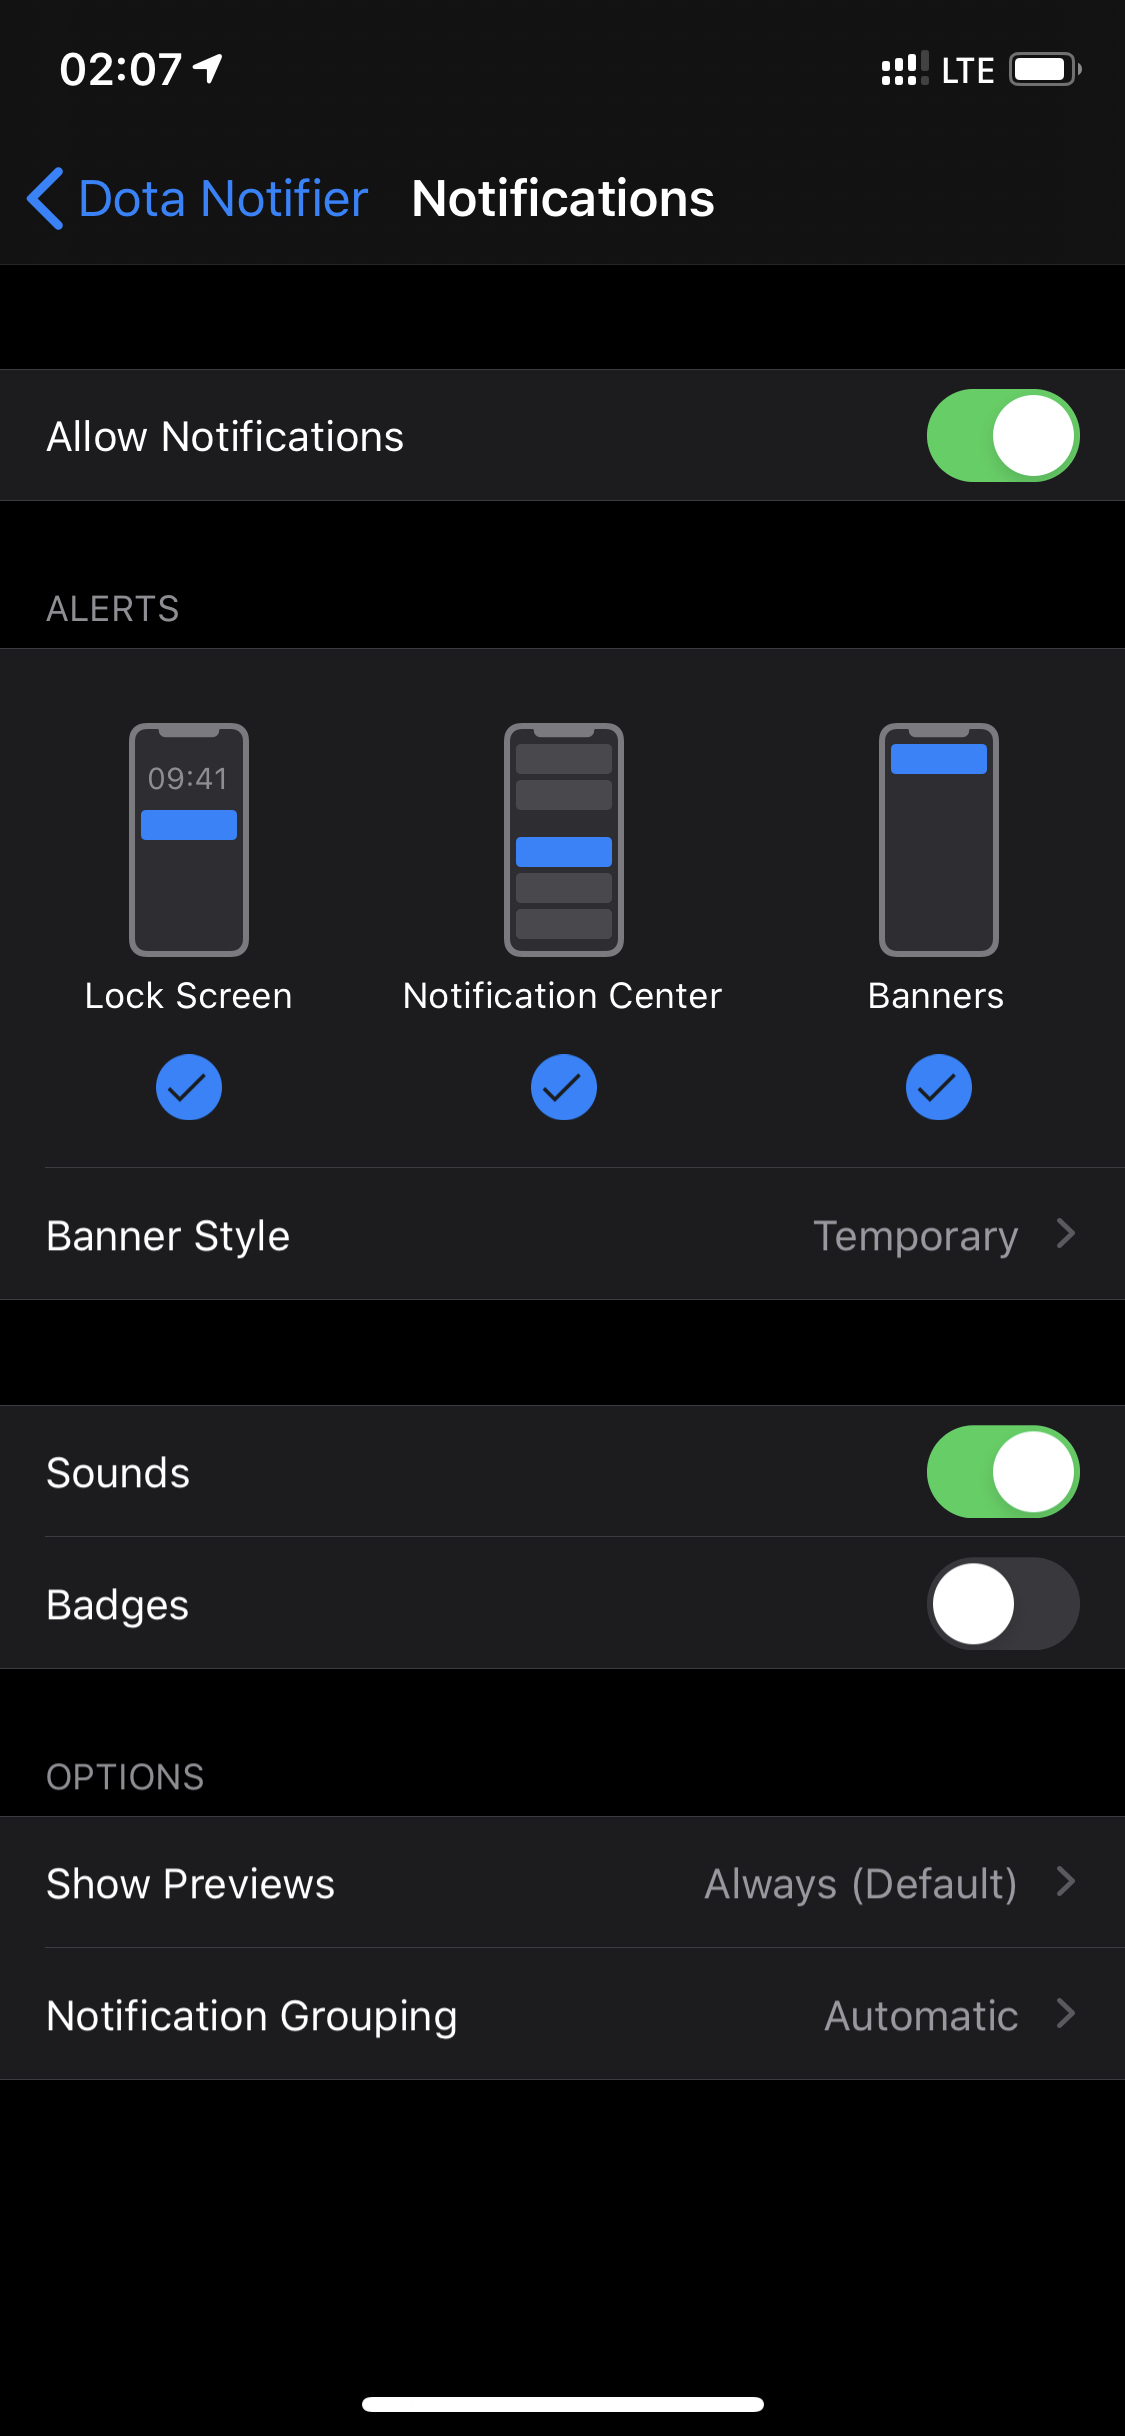 02:07 LTE
Dota Notifier Notifications
Allow Notifications
ALERTS
09:41
Lock Screen Notification Center Banners
Banner Style Temporary
Sounds
Badges
OPTIONS
Show Previews Always (Default)
Notification Grouping Automatic